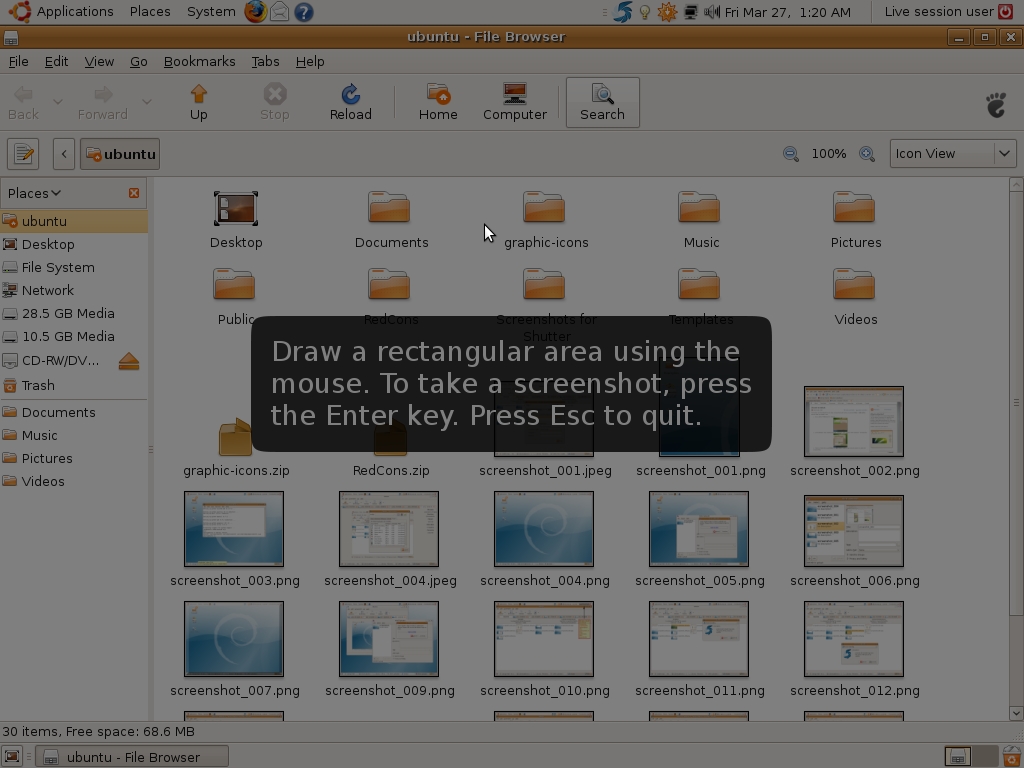 Applications Places System Fri Mar 27, 1:20 AM Live session user
ubuntu - File Browser
File Edit View Go Bookmarks Tabs Help
Back Forward Up Stop Reload Home Computer Search
ubuntu 100% Icon View
Places
ubuntu
Desktop
File System
Network
28.5 GB Media
10.5 GB Media
CD-RW/DV...
Trash
Documents
Music
Pictures
Videos
Desktop Documents graphic-icons Music Pictures
Public RedCons Screenshots for Templates Videos
Shutter
Draw a rectangular area using the
mouse. To take a screenshot, press
the Enter key. Press Esc to quit.
graphic-icons.zip RedCons.zip screenshot_001.jpeg screenshot_001.png screenshot_002.png
screenshot_003.png screenshot_004.jpeg screenshot_004.png screenshot_005.png screenshot_006.png
screenshot_007.png screenshot_009.png screenshot_010.png screenshot_011.png screenshot_012.png
30 items, Free space: 68.6 MB
ubuntu - File Browser